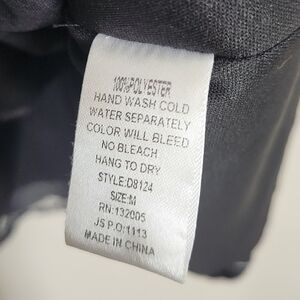 100%POLYESTER
HAND WASH COLD
WATER SEPARATELY
COLOR WILL BLEED
NO BLEACH
HANG TO DRY
STYLE:D8124
SIZE:M
RN:132005
JS P.O:1113
MADE IN CHINA